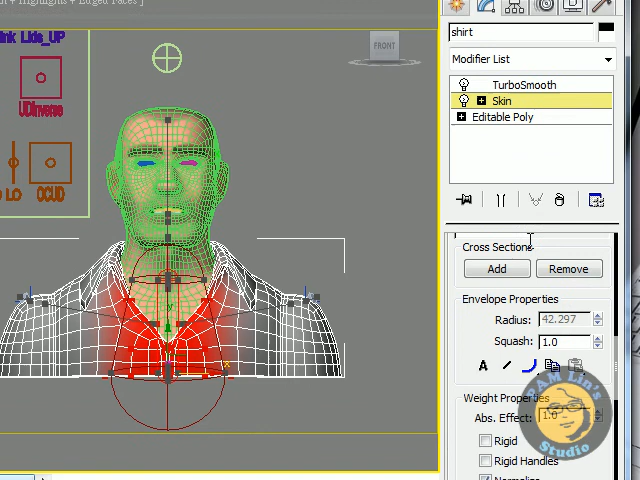 + Highlights + Edged Faces ]
Link Lids_UP
UDInverse
LO
OCUD
FRONT
y
x
shirt
Modifier List
TurboSmooth
Skin
Editable Poly
Cross Sections
Add Remove
Envelope Properties
Radius: 42.297
Squash: 1.0
A
Weight Properties
Abs. Effect: 1.0
Rigid
Rigid Handles
Normalize
PAM Lin's
Studio